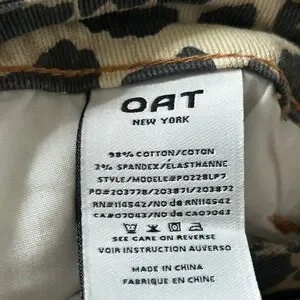 OAT
NEW YORK
98% COTTON/COTON
2% SPANDEX/ELASTHANNE
STYLE/MODELE#P0228LP7
PO#203778/203871/203872
RN#114542/NO de RN114542
CA#07043/NO de CA07043
SEE CARE ON REVERSE
VOIR INSTRUCTION AUVERSO
MADE IN CHINA
FABRIQUE EN CHINE